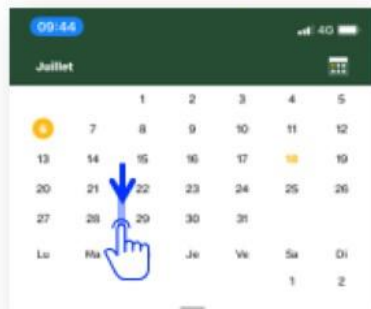 09:44 4G
Juillet
1 2 3 4 5
6 7 8 9 10 11 12
13 14 15 16 17 18 19
20 21 22 23 24 25 26
27 28 29 30 31
Lu Ma Je Ve Sa Di
1 2